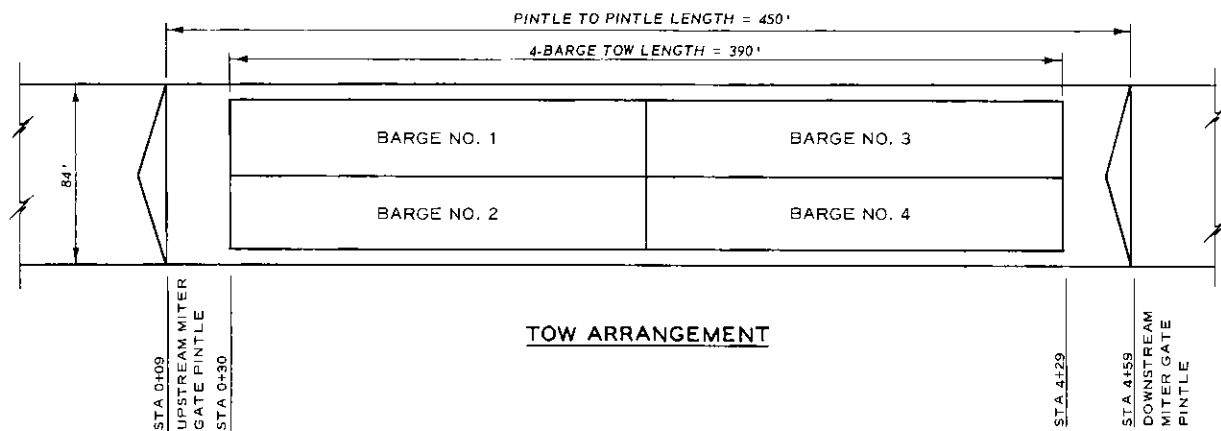 PINTLE TO PINTLE LENGTH = 450'
4-BARGE TOW LENGTH = 390'
84'
BARGE NO. 1
BARGE NO. 3
BARGE NO. 2
BARGE NO. 4
TOW ARRANGEMENT
STA 0+09
UPSTREAM MITER
GATE PINTLE
STA 0+30
STA 4+29
STA 4+59
DOWNSTREAM
MITER GATE
PINTLE